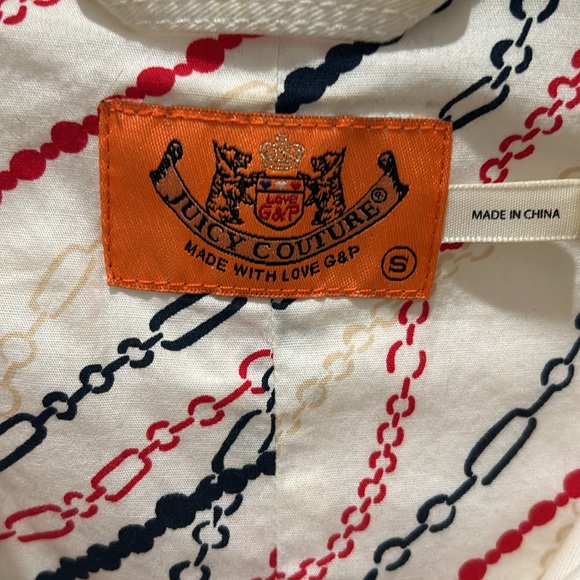 LOVE
G&P
JUICY COUTURE®
MADE WITH LOVE G&P
S
MADE IN CHINA